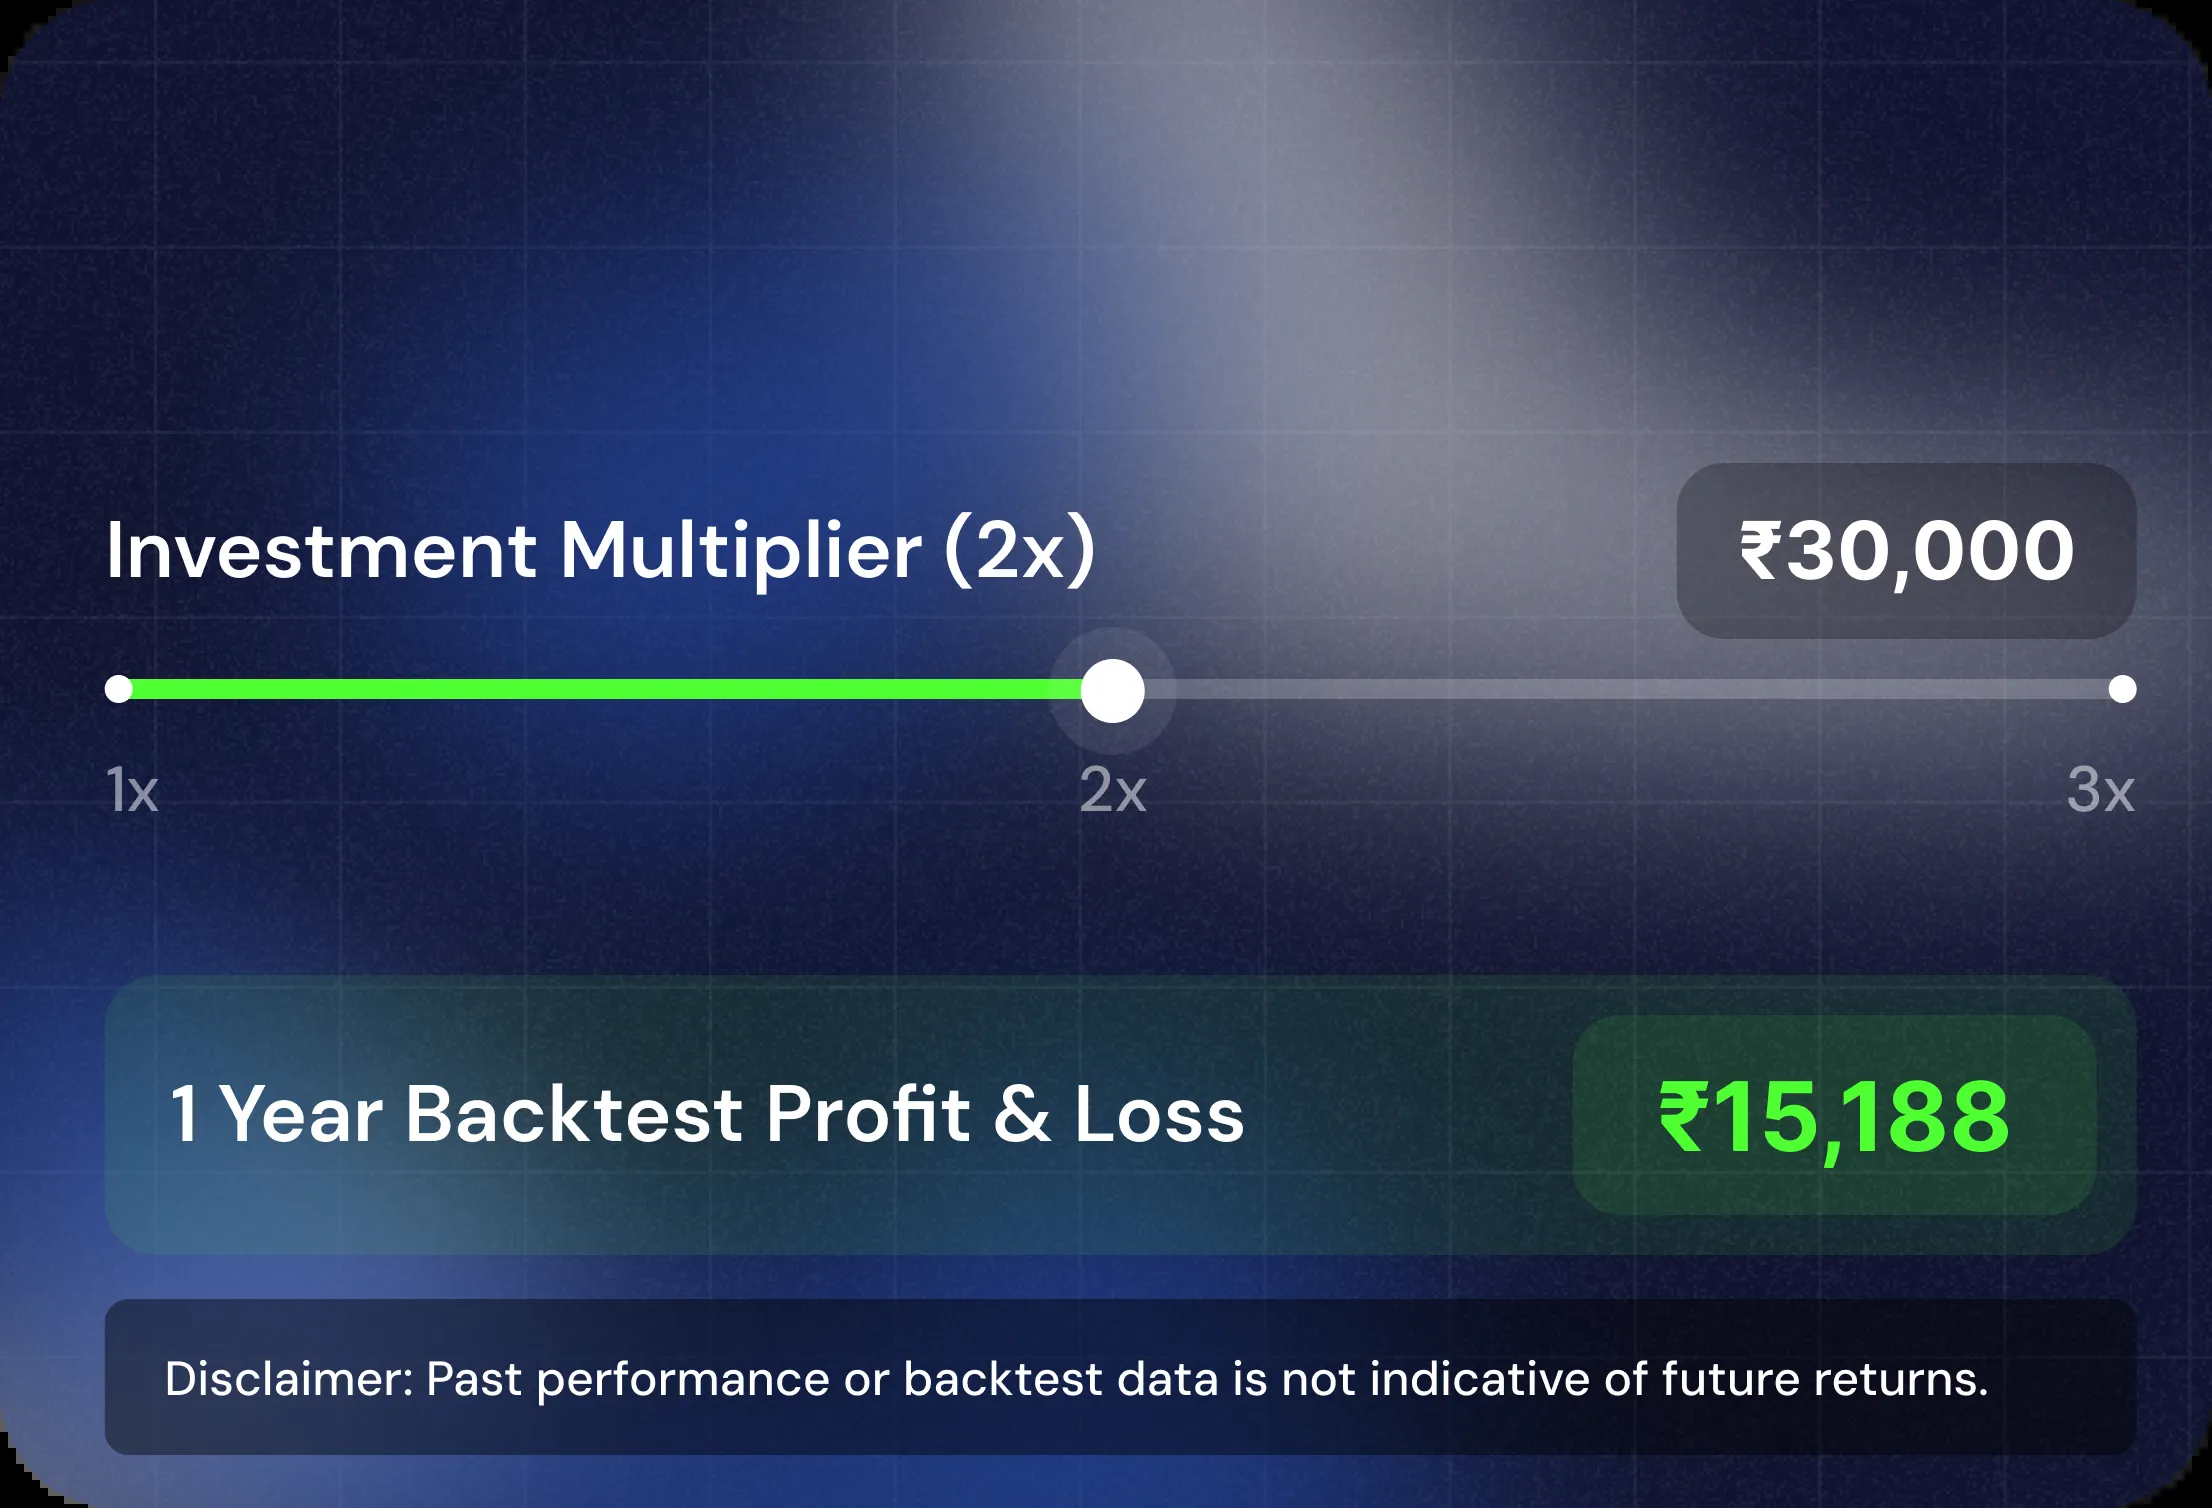 Investment Multiplier (2x)
₹30,000
1x
2x
3x
1 Year Backtest Profit & Loss
₹15,188
Disclaimer: Past performance or backtest data is not indicative of future returns.